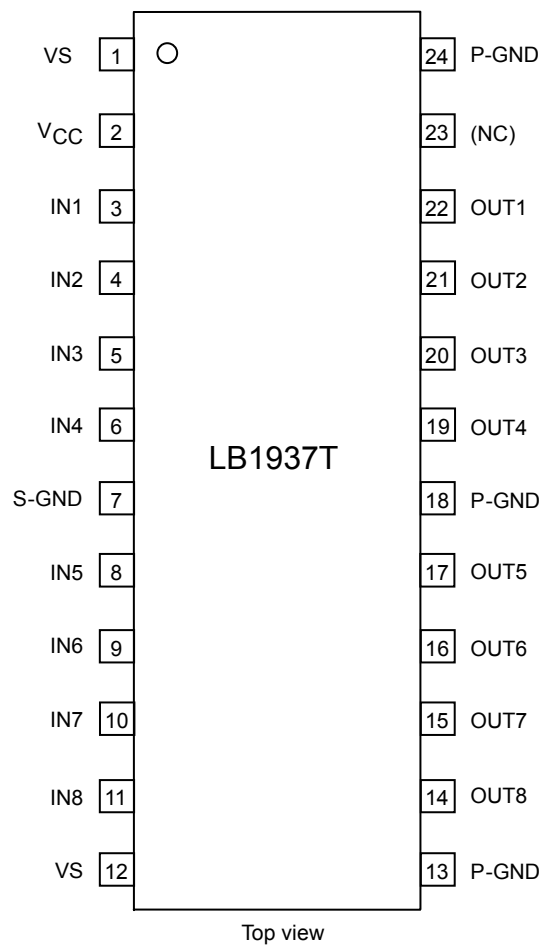 VS 1 24 P-GND
VCC 2 23 (NC)
IN1 3 22 OUT1
IN2 4 21 OUT2
IN3 5 20 OUT3
IN4 6 19 OUT4
LB1937T
S-GND 7 18 P-GND
IN5 8 17 OUT5
IN6 9 16 OUT6
IN7 10 15 OUT7
IN8 11 14 OUT8
VS 12 13 P-GND
Top view